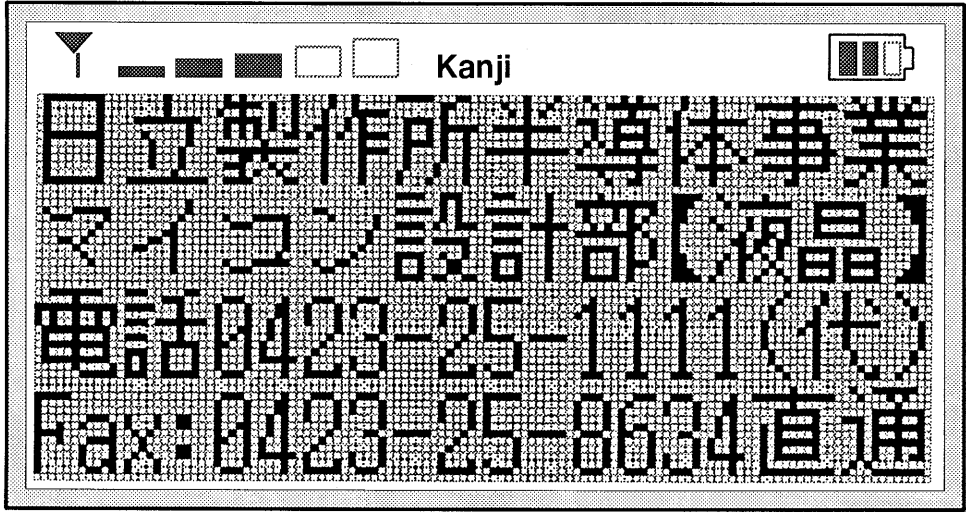 Kanji
日立製作所半導体事業
マイコン設計部【液晶】
電話0423-25-1111(代)
Fax:0423-25-8634直通